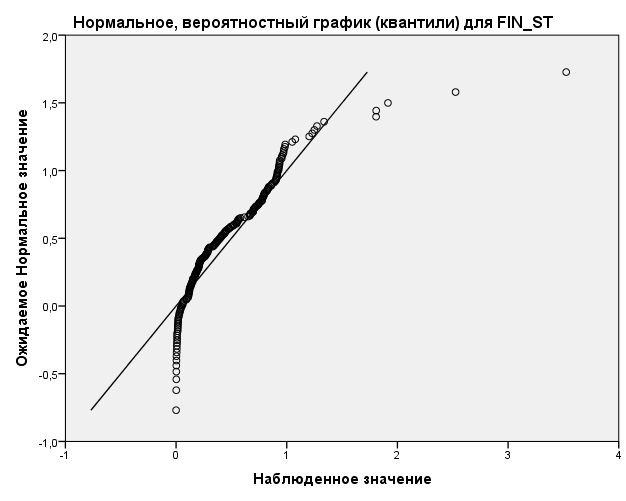 Нормальное, вероятностный график (квантили) для FIN_ST
2,0
1,5
1,0
0,5
0,0
-0,5
-1,0
Ожидаемое Нормальное значение
-1 0 1 2 3 4
Наблюденное значение